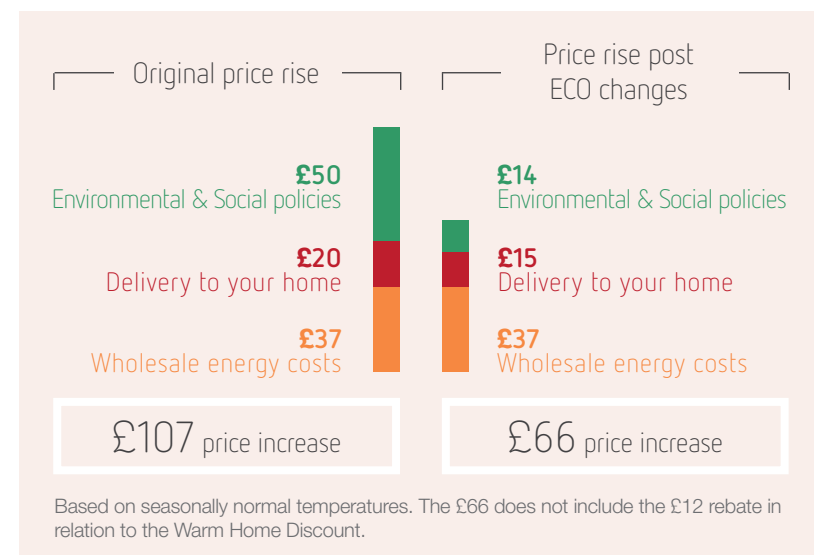 Original price rise
£50
Environmental & Social policies
£20
Delivery to your home
£37
Wholesale energy costs
£107 price increase
Price rise post
ECO changes
£14
Environmental & Social policies
£15
Delivery to your home
£37
Wholesale energy costs
£66 price increase
Based on seasonally normal temperatures. The £66 does not include the £12 rebate in
relation to the Warm Home Discount.